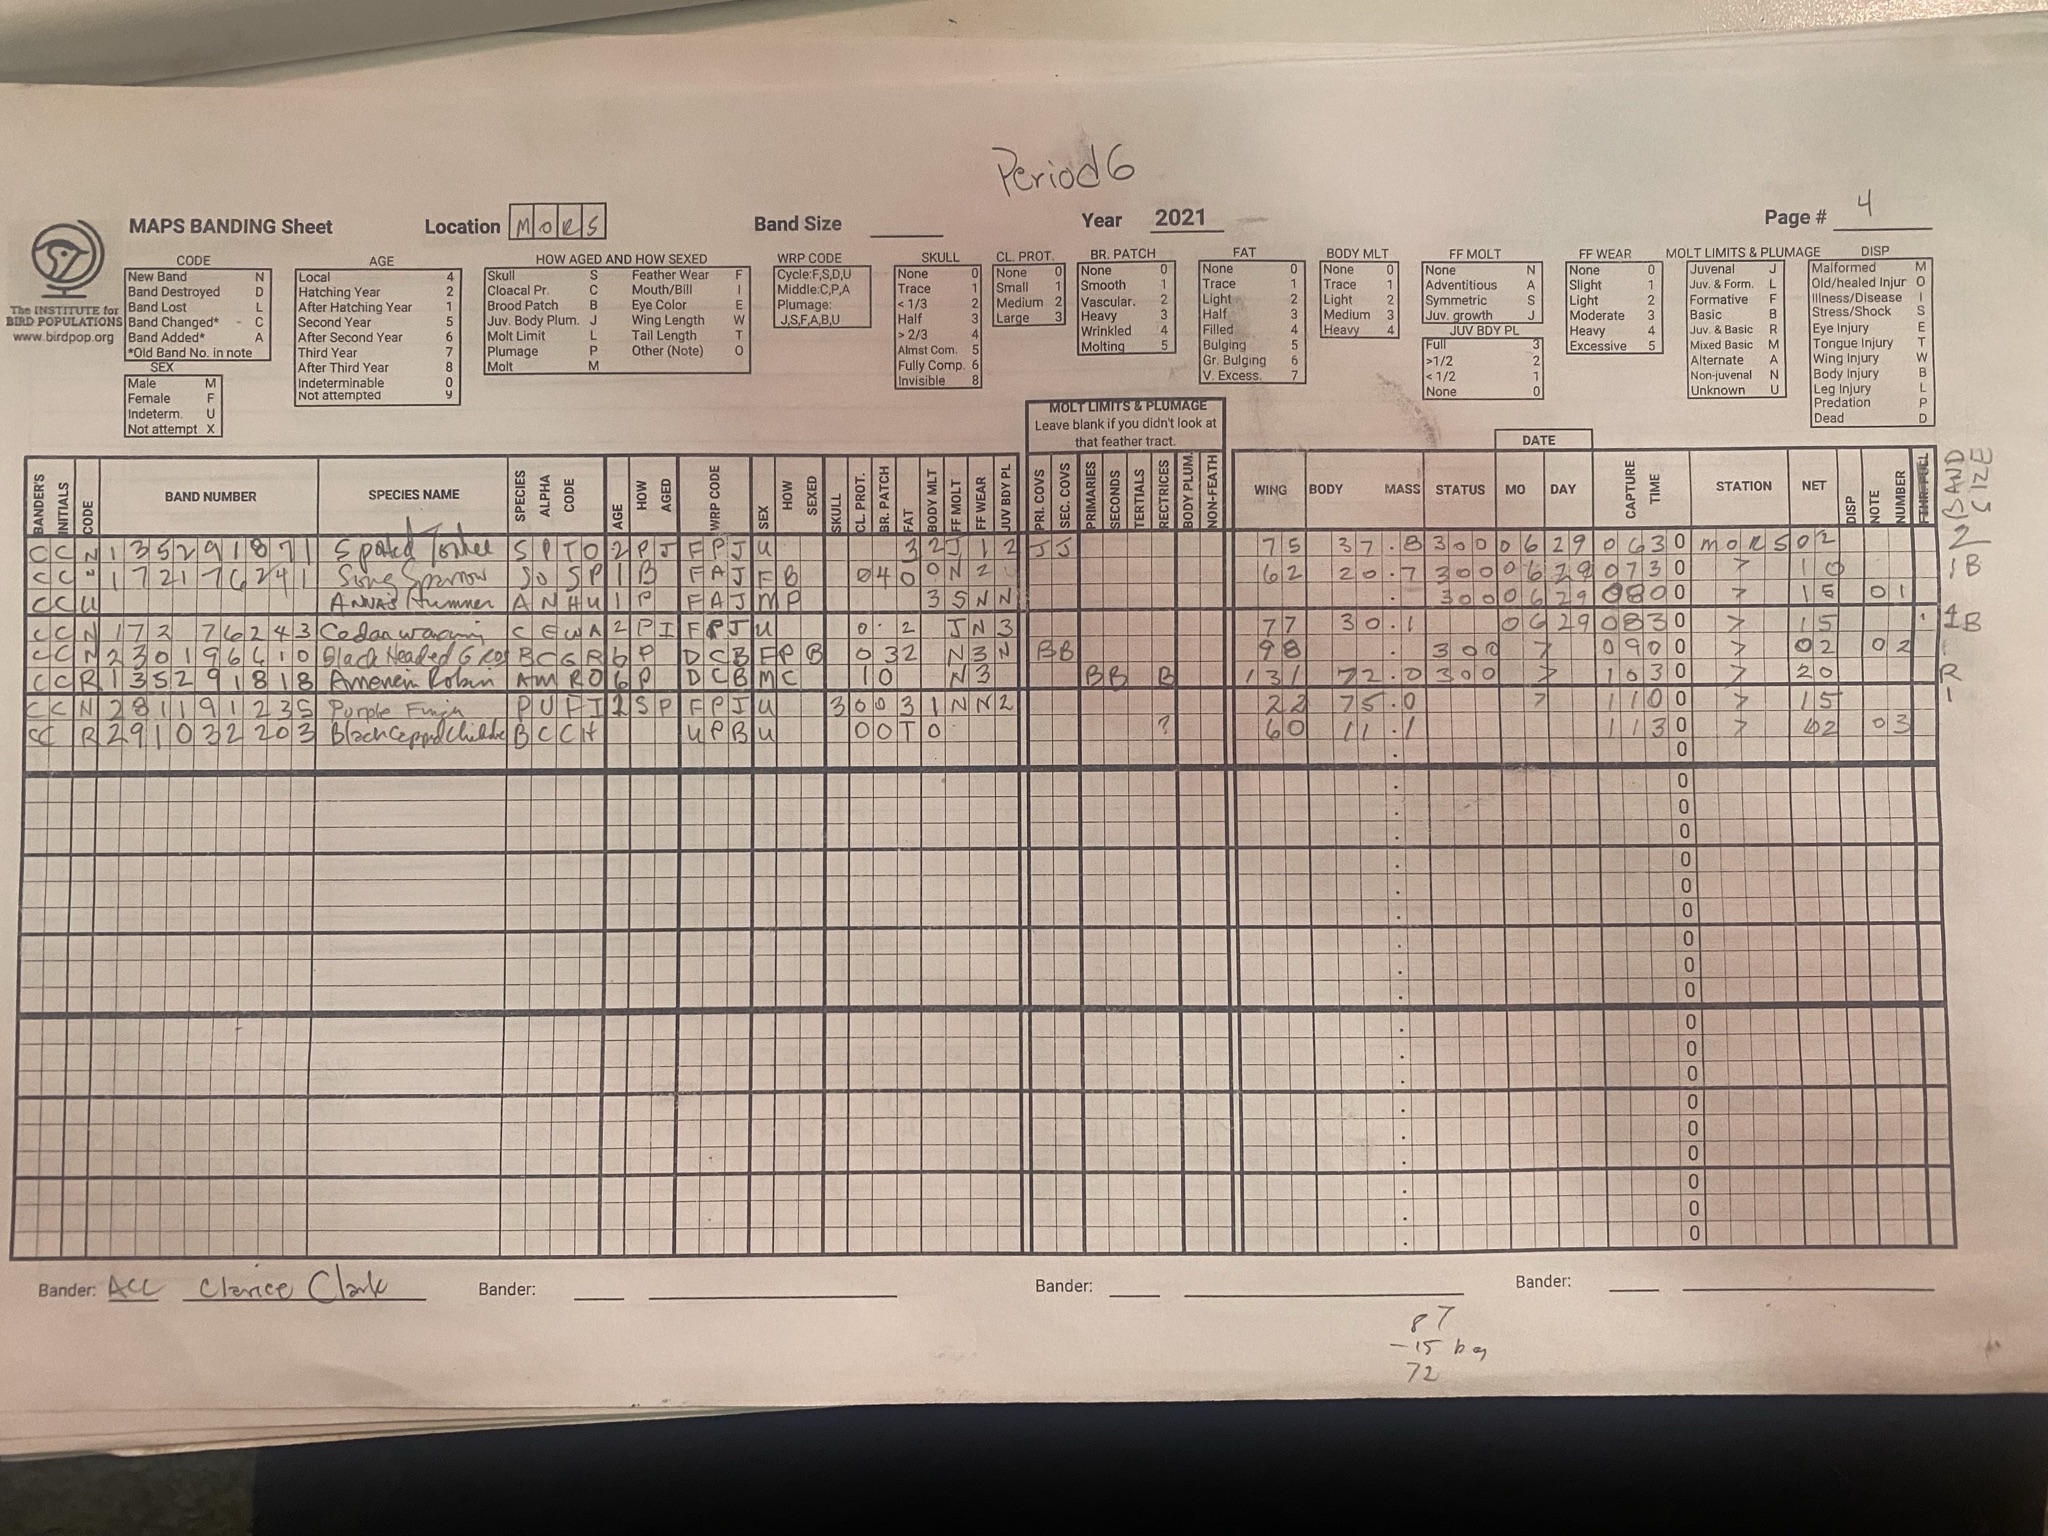 Period 6
MAPS BANDING Sheet Location MORS Band Size Year 2021 Page # 4
The INSTITUTE for
BIRD POPULATIONS
www.birdpop.org
CODE
New Band N
Band Destroyed D
Band Lost L
Band Changed* - C
Band Added* A
*Old Band No. in note
SEX
Male M
Female F
Indeterm. U
Not attempt X
AGE
Local 4
Hatching Year 2
After Hatching Year 1
Second Year 5
After Second Year 6
Third Year 7
After Third Year 8
Indeterminable 0
Not attempted 9
HOW AGED AND HOW SEXED
Skull S Feather Wear F
Cloacal Pr. C Mouth/Bill I
Brood Patch B Eye Color E
Juv. Body Plum. J Wing Length W
Molt Limit L Tail Length T
Plumage P Other (Note) O
Molt M
WRP CODE
Cycle:F,S,D,U
Middle:C,P,A
Plumage:
J,S,F,A,B,U
SKULL
None 0
Trace 1
< 1/3 2
Half 3
> 2/3 4
Almst Com. 5
Fully Comp. 6
Invisible 8
CL. PROT.
None 0
Small 1
Medium 2
Large 3
BR. PATCH
None 0
Smooth 1
Vascular. 2
Heavy 3
Wrinkled 4
Molting 5
FAT
None 0
Trace 1
Light 2
Half 3
Filled 4
Bulging 5
Gr. Bulging 6
V. Excess. 7
BODY MLT
None 0
Trace 1
Light 2
Medium 3
Heavy 4
FF MOLT
None N
Adventitious A
Symmetric S
Juv. growth J
JUV BDY PL
Full 3
>1/2 2
< 1/2 1
None 0
FF WEAR
None 0
Slight 1
Light 2
Moderate 3
Heavy 4
Excessive 5
MOLT LIMITS & PLUMAGE
Juvenal J
Juv. & Form. L
Formative F
Basic B
Juv. & Basic R
Mixed Basic M
Alternate A
Non-juvenal N
Unknown U
DISP
Malformed M
Old/healed Injur O
Illness/Disease I
Stress/Shock S
Eye Injury E
Tongue Injury T
Wing Injury W
Body Injury B
Leg Injury L
Predation P
Dead D
MOLT LIMITS & PLUMAGE
Leave blank if you didn't look at
that feather tract.
DATE
BANDER'S INITIALS CODE BAND NUMBER SPECIES NAME SPECIES ALPHA CODE AGE HOW AGED WRP CODE SEX HOW SEXED SKULL CL. PROT. BR. PATCH FAT BODY MLT FF MOLT FF WEAR JUV BDY PL PRI. COVS SEC. COVS PRIMARIES SECONDS TERTIALS RECTRICES BODY PLUM. NON-FEATH WING BODY MASS STATUS MO DAY CAPTURE TIME STATION NET DISP NOTE NUMBER BAND SIZE
CC N 135291871 Spotted Towhee SPTO 2 PJ FPJ U 3 2 J 1 2 J J 75 37.8 300 06 29 0630 MORS 02 2
CC " 172176241 Song Sparrow SOSP 1 B FAJ F B 0 4 0 0 N 2 62 20.7 300 06 29 0730 > 10 1B
CC U Anna's Hummer ANHU 1 P FAJ M P 3 S N N . 300 06 29 0800 > 15 01
CC N 172 76243 Cedar waxwing CEWA 2 PI FPJ U 0 2 J N 3 77 30.1 06 29 0830 > 15 1B
CC N 230196410 Black Headed Gros BCGR 6 P DCB F PB 0 3 2 N 3 N B B 98 . 300 > 0900 > 02 02
CC R 135291818 American Robin AMRO 6 P DCB M C 1 0 N 3 B B B 131 72.0 300 > 1030 > 20 R
CC N 281191235 Purple Finch PUFI 2 SP FPJ U 3 0 0 3 1 N N 2 22 75.0 > 1100 > 15 1
CC R 291032203 Black Capped Chickadee BCCH UPB U 0 0 T 0 ? 60 11.1 1130 > 02 03
Bander: ACC Clarice Clark Bander: Bander: Bander:
87
-15 bag
72